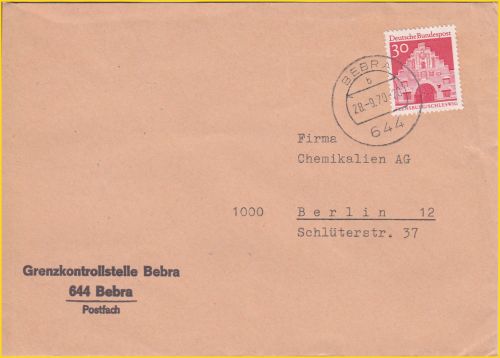 Deutsche Bundespost
30
BEBRA
b
28.-9.70.
644
Firma
Chemikalien AG
1000 Berlin 12
Schlüterstr. 37
Grenzkontrollstelle Bebra
644 Bebra
Postfach